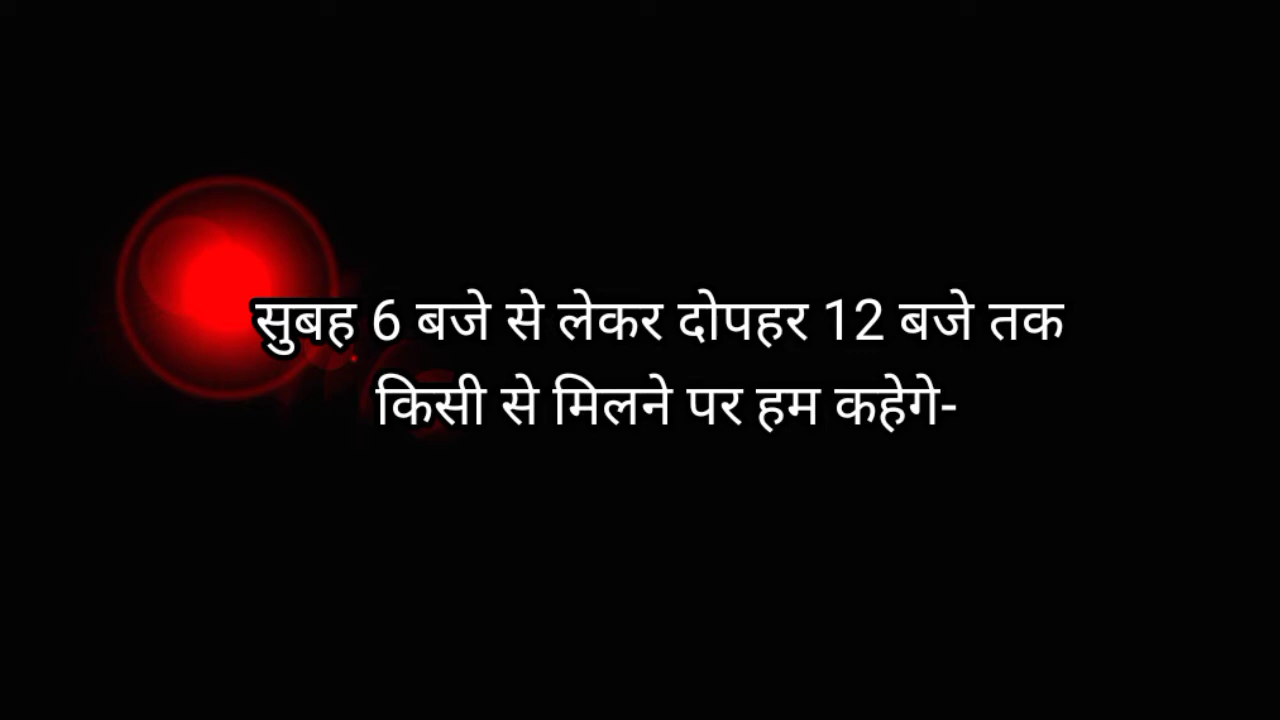 सुबह 6 बजे से लेकर दोपहर 12 बजे तक
किसी से मिलने पर हम कहेगे-